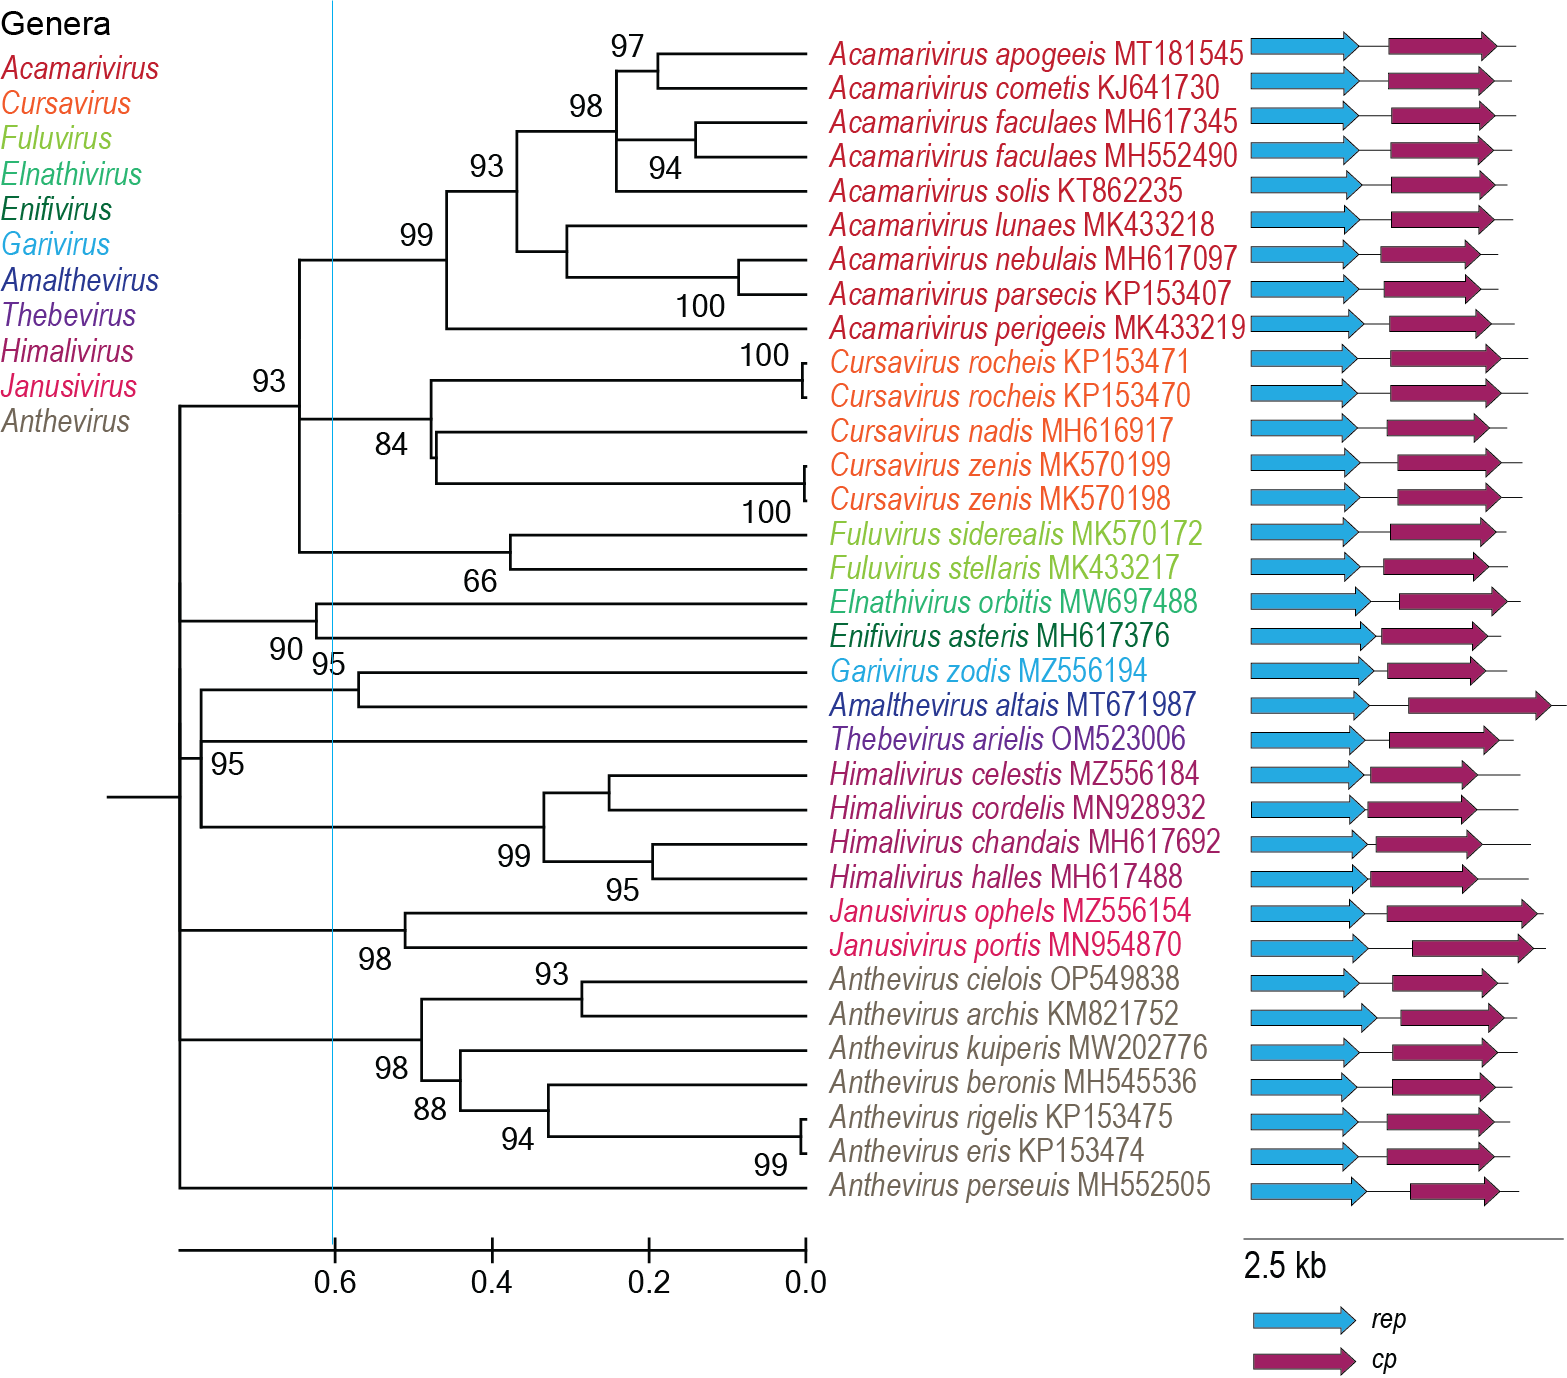 Genera
Acamarivirus
Cursavirus
Fuluvirus
Elnathivirus
Enifivirus
Garivirus
Amalthevirus
Thebevirus
Himalivirus
Janusivirus
Anthevirus
97
98
94
93
99
100
93
100
84
100
66
90
95
95
99
95
98
93
98
88
94
99
Acamarivirus apogeeis MT181545
Acamarivirus cometis KJ641730
Acamarivirus faculaes MH617345
Acamarivirus faculaes MH552490
Acamarivirus solis KT862235
Acamarivirus lunaes MK433218
Acamarivirus nebulais MH617097
Acamarivirus parsecis KP153407
Acamarivirus perigeeis MK433219
Cursavirus rocheis KP153471
Cursavirus rocheis KP153470
Cursavirus nadis MH616917
Cursavirus zenis MK570199
Cursavirus zenis MK570198
Fuluvirus siderealis MK570172
Fuluvirus stellaris MK433217
Elnathivirus orbitis MW697488
Enifivirus asteris MH617376
Garivirus zodis MZ556194
Amalthevirus altais MT671987
Thebevirus arielis OM523006
Himalivirus celestis MZ556184
Himalivirus cordelis MN928932
Himalivirus chandais MH617692
Himalivirus halles MH617488
Janusivirus ophels MZ556154
Janusivirus portis MN954870
Anthevirus cielois OP549838
Anthevirus archis KM821752
Anthevirus kuiperis MW202776
Anthevirus beronis MH545536
Anthevirus rigelis KP153475
Anthevirus eris KP153474
Anthevirus perseuis MH552505
0.6 0.4 0.2 0.0
2.5 kb
rep
cp